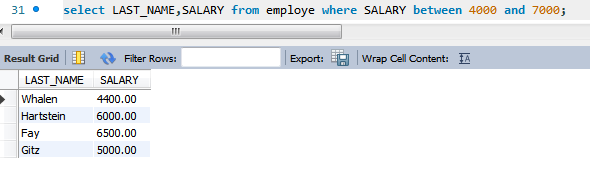 31 select LAST_NAME,SALARY from employe where SALARY between 4000 and 7000;
Result Grid Filter Rows: Export: Wrap Cell Content: IA
LAST_NAME SALARY
Whalen 4400.00
Hartstein 6000.00
Fay 6500.00
Gitz 5000.00